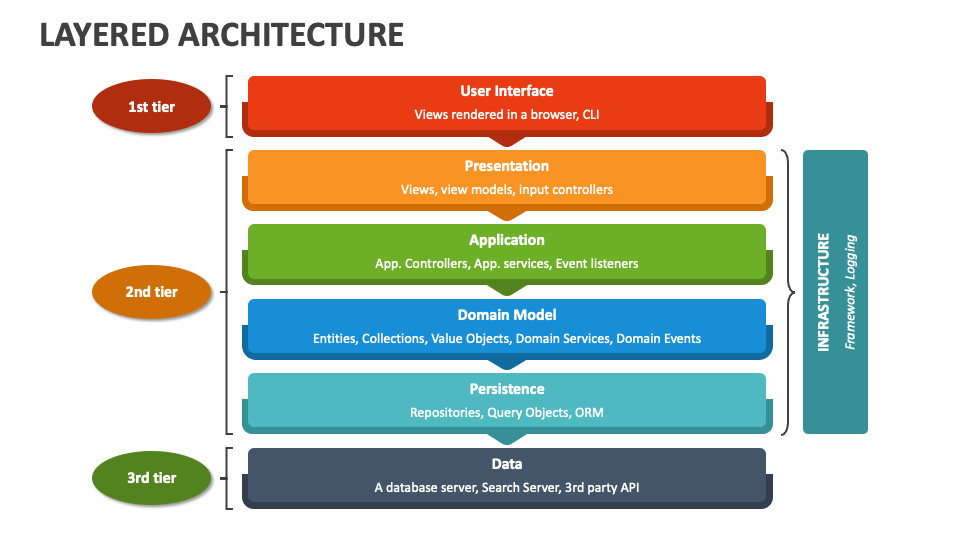 LAYERED ARCHITECTURE
1st tier
User Interface
Views rendered in a browser, CLI
Presentation
Views, view models, input controllers
Application
App. Controllers, App. services, Event listeners
2nd tier
Domain Model
Entities, Collections, Value Objects, Domain Services, Domain Events
Persistence
Repositories, Query Objects, ORM
INFRASTRUCTURE
Framework, Logging
3rd tier
Data
A database server, Search Server, 3rd party API